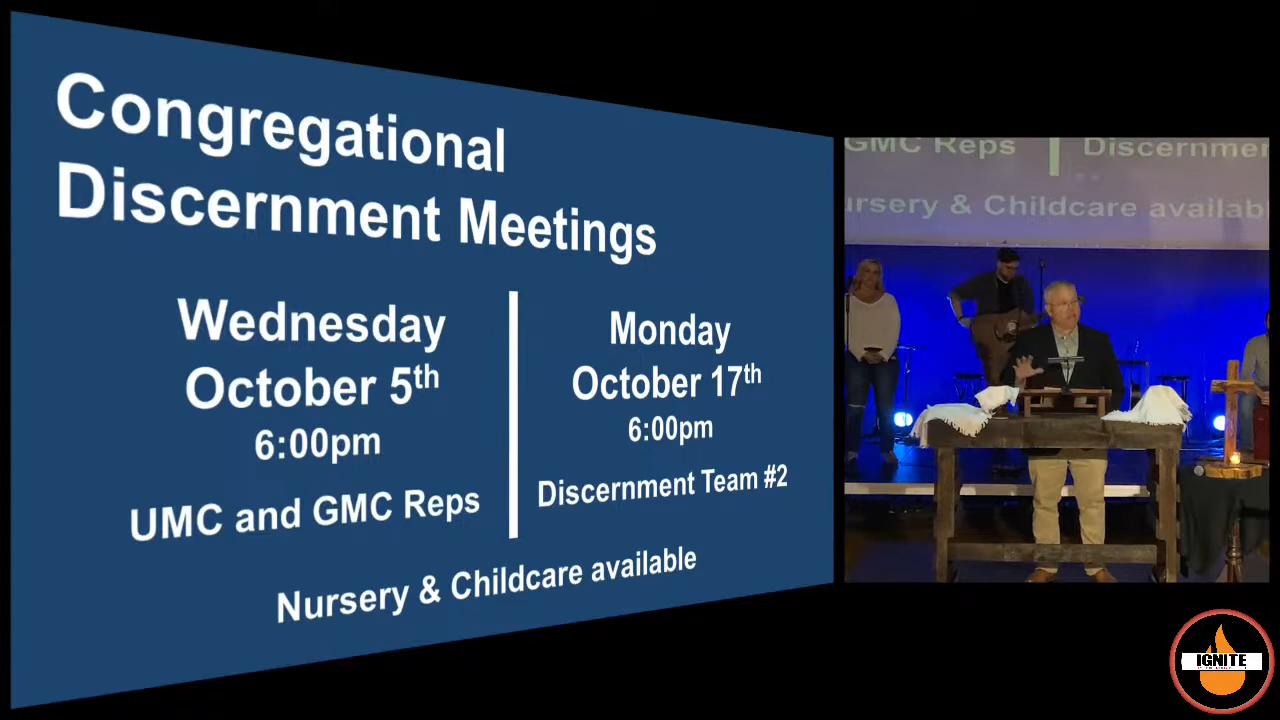 Congregational
Discernment Meetings
Wednesday
October 5th
6:00pm
UMC and GMC Reps
Monday
October 17th
6:00pm
Discernment Team #2
Nursery & Childcare available
GMC Reps
Discernmen
ursery & Childcare availab
IGNITE